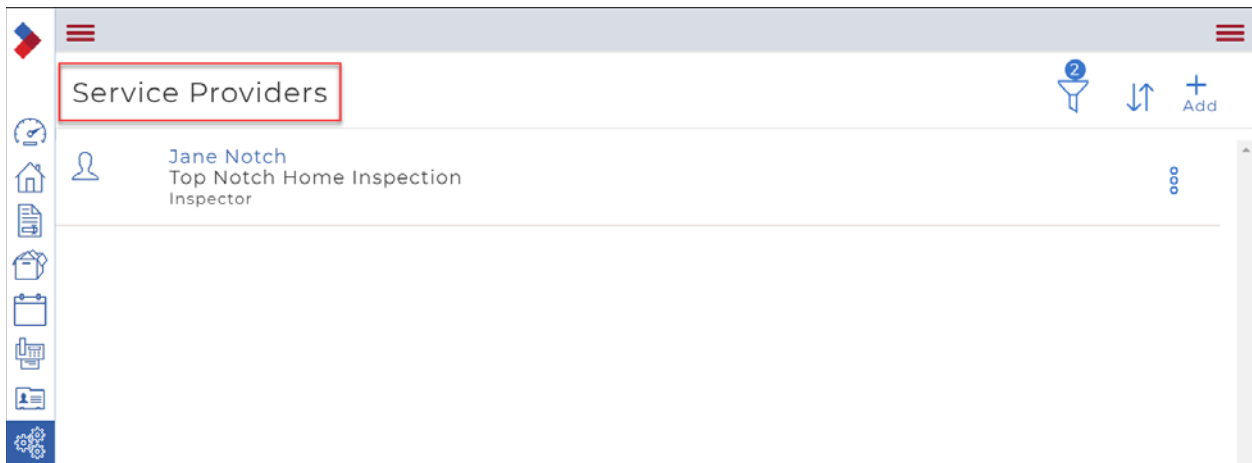 2
Service Providers
Add
Jane Notch
Top Notch Home Inspection
Inspector